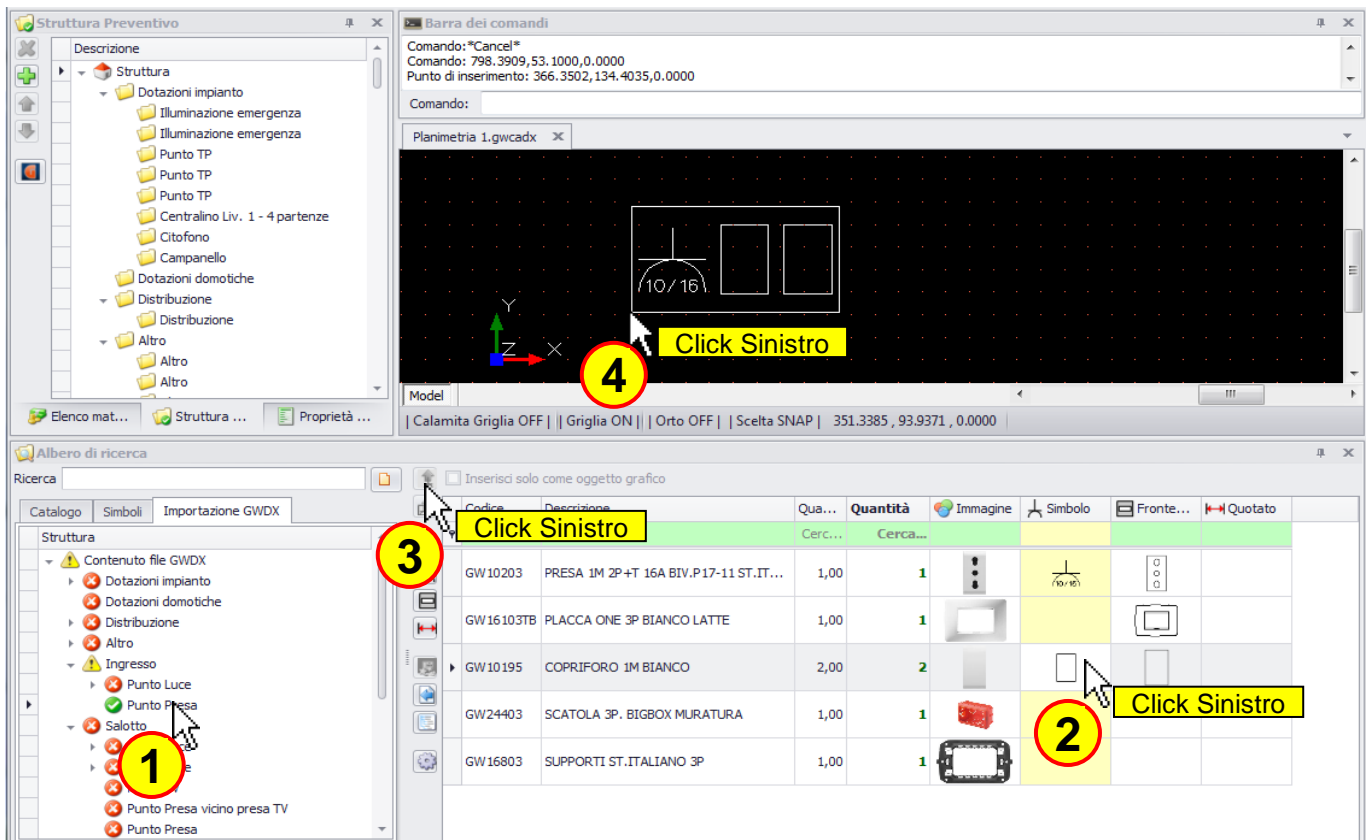 Struttura Preventivo
Descrizione
Struttura
Dotazioni impianto
Illuminazione emergenza
Illuminazione emergenza
Punto TP
Punto TP
Punto TP
Centralino Liv. 1 - 4 partenze
Citofono
Campanello
Dotazioni domotiche
Distribuzione
Distribuzione
Altro
Altro
Altro
Elenco mat... Struttura ... Proprietà ...
Barra dei comandi
Comando:*Cancel*
Comando: 798.3909,53.1000,0.0000
Punto di inserimento: 366.3502,134.4035,0.0000
Comando:
Planimetria 1.gwcadx
10/16
Y
Z X
4 Click Sinistro
Model
| Calamita Griglia OFF | || Griglia ON || | Orto OFF | | Scelta SNAP | 351.3385 , 93.9371 , 0.0000
Albero di ricerca
Ricerca
Catalogo Simboli Importazione GWDX
Struttura
Contenuto file GWDX
Dotazioni impianto
Dotazioni domotiche
Distribuzione
Altro
Ingresso
Punto Luce
Punto Presa
Salotto
1
Punto Presa vicino presa TV
Punto Presa
Inserisci solo come oggetto grafico
Codice Descrizione Qua... Quantità Immagine Simbolo Fronte... Quotato
3 Click Sinistro
Cerc... Cerca...
GW10203 PRESA 1M 2P+T 16A BIV.P17-11 ST.IT... 1,00 1 (10/16)
GW16103TB PLACCA ONE 3P BIANCO LATTE 1,00 1
GW10195 COPRIFORO 1M BIANCO 2,00 2
Click Sinistro
2
GW24403 SCATOLA 3P. BIGBOX MURATURA 1,00 1
GW16803 SUPPORTI ST.ITALIANO 3P 1,00 1